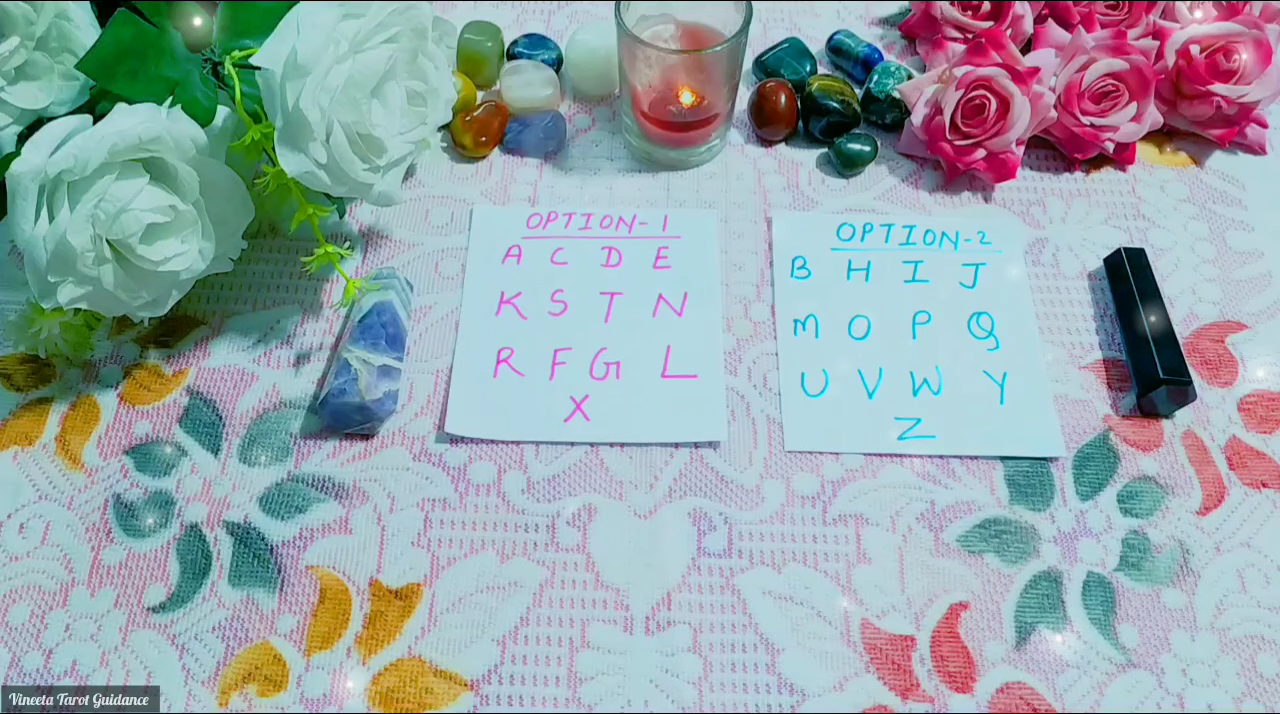 OPTION-1
A C D E
K S T N
R F G L
X
OPTION-2
B H I J
M O P Q
U V W Y
Z
Vineeta Tarot Guidance